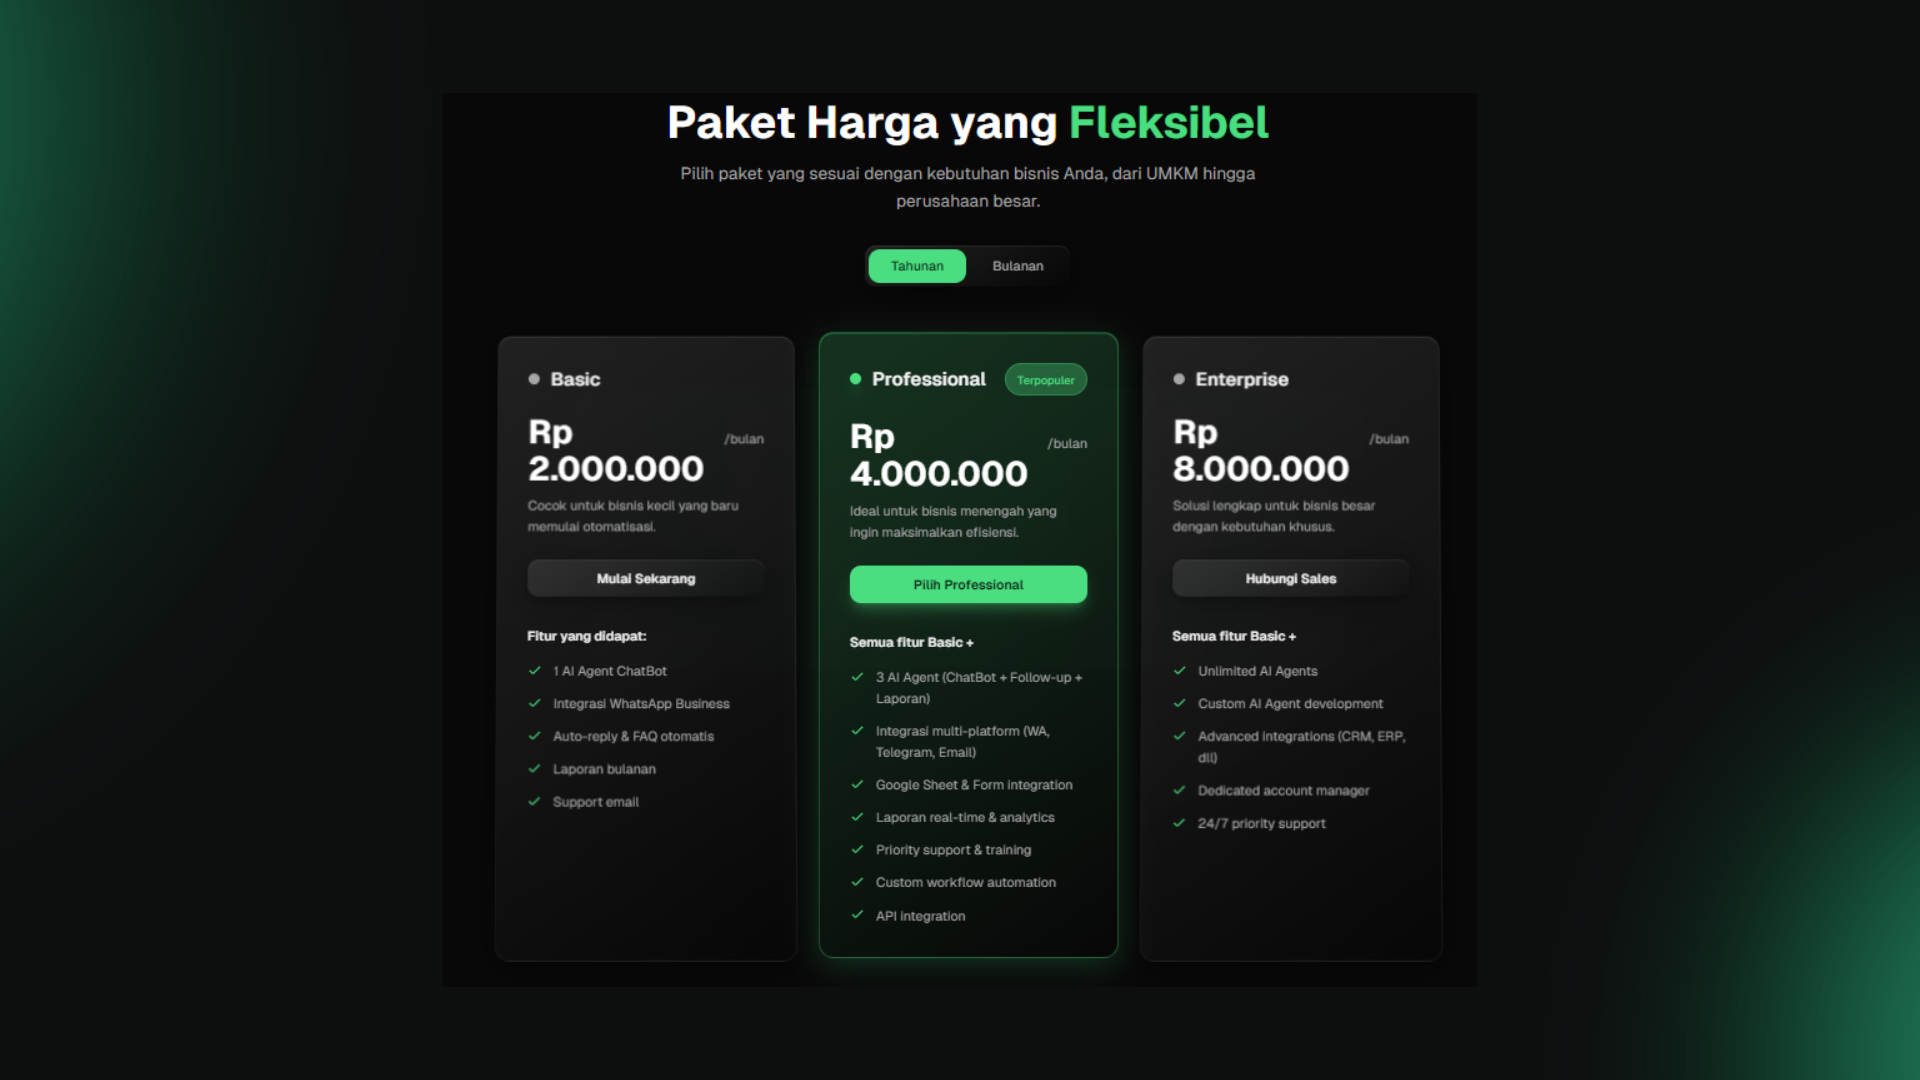 Paket Harga yang Fleksibel
Pilih paket yang sesuai dengan kebutuhan bisnis Anda, dari UMKM hingga
perusahaan besar.
Tahunan
Bulanan
Basic
Rp
2.000.000
/bulan
Cocok untuk bisnis kecil yang baru
memulai otomatisasi.
Mulai Sekarang
Fitur yang didapat:
1 AI Agent ChatBot
Integrasi WhatsApp Business
Auto-reply & FAQ otomatis
Laporan bulanan
Support email
Professional
Terpopuler
Rp
4.000.000
/bulan
Ideal untuk bisnis menengah yang
ingin maksimalkan efisiensi.
Pilih Professional
Semua fitur Basic +
3 AI Agent (ChatBot + Follow-up +
Laporan)
Integrasi multi-platform (WA,
Telegram, Email)
Google Sheet & Form integration
Laporan real-time & analytics
Priority support & training
Custom workflow automation
API integration
Enterprise
Rp
8.000.000
/bulan
Solusi lengkap untuk bisnis besar
dengan kebutuhan khusus.
Hubungi Sales
Semua fitur Basic +
Unlimited AI Agents
Custom AI Agent development
Advanced integrations (CRM, ERP,
dll)
Dedicated account manager
24/7 priority support